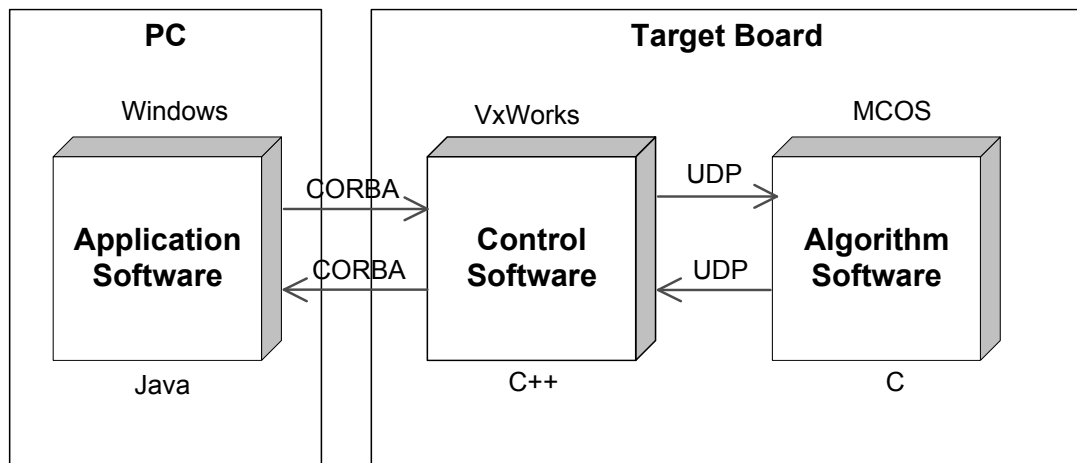 PC
Target Board
Windows
VxWorks
MCOS
CORBA
UDP
Application
Software
Control
Software
Algorithm
Software
CORBA
UDP
Java
C++
C